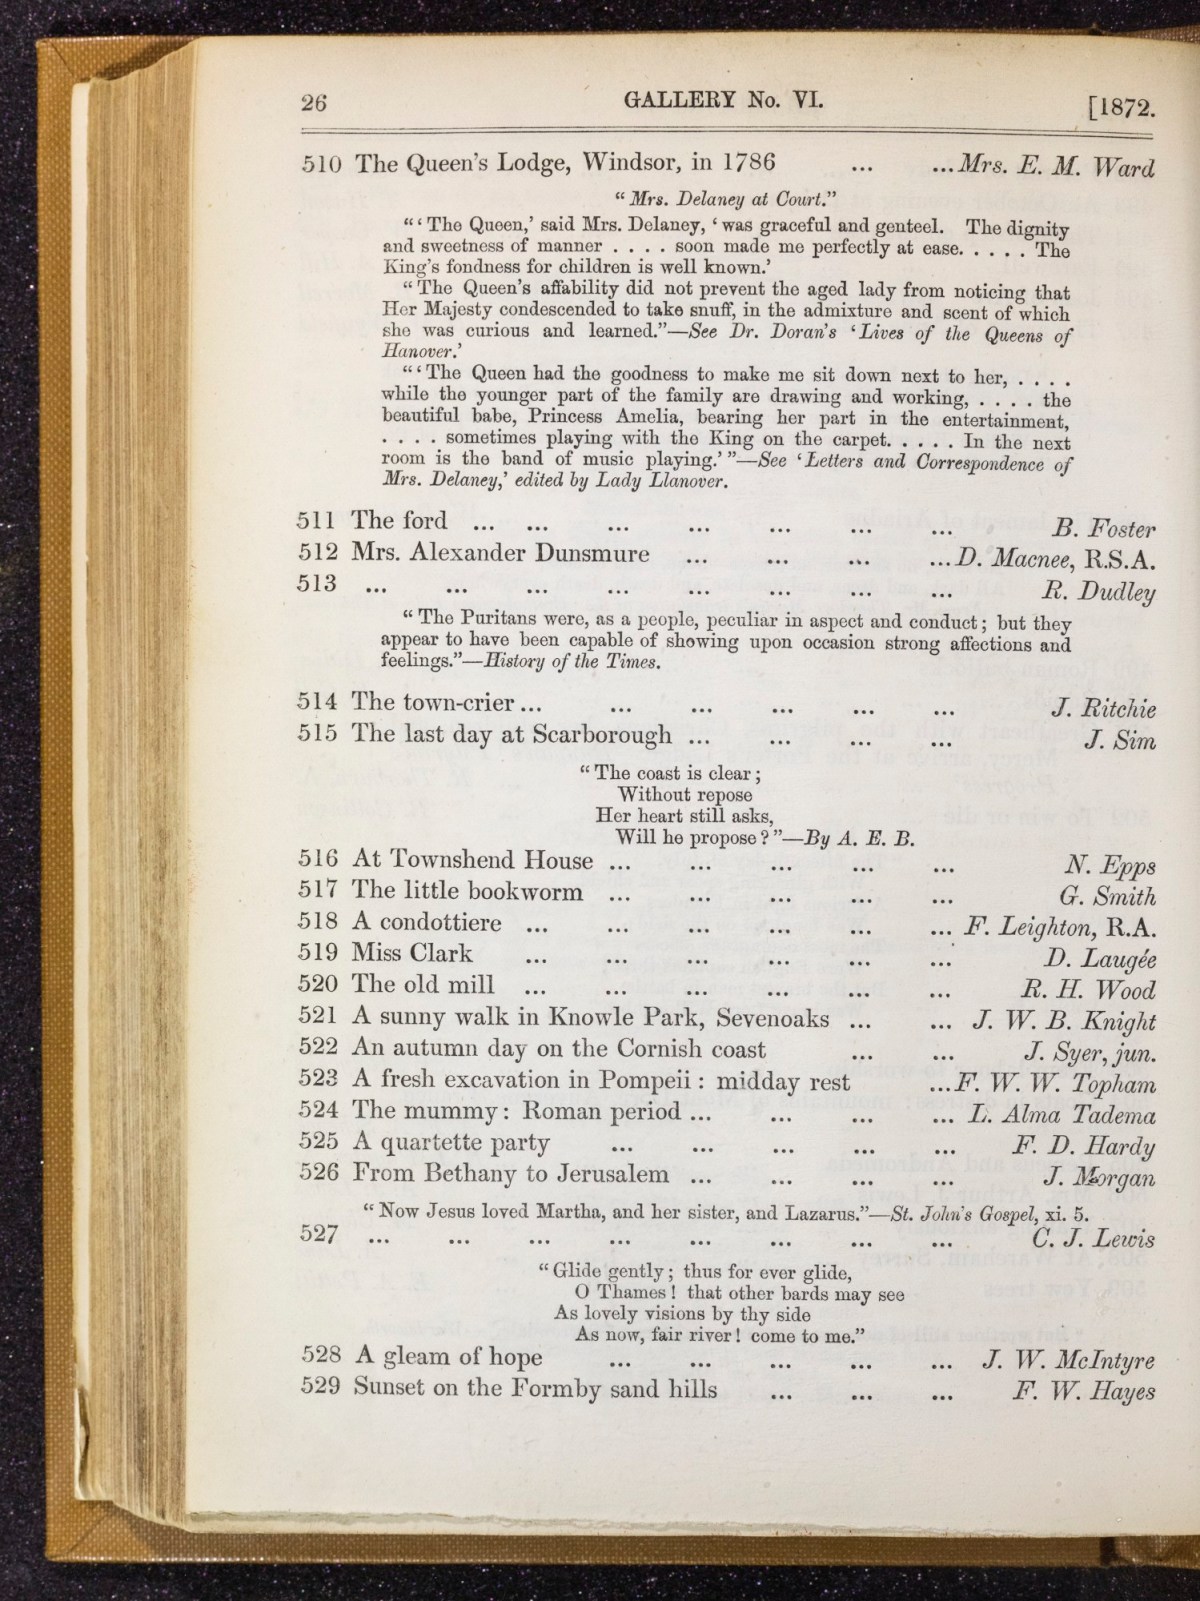 26 GALLERY No. VI. [1872.
510 The Queen's Lodge, Windsor, in 1786 ... ...Mrs. E. M. Ward
“Mrs. Delaney at Court.”
“‘The Queen,’ said Mrs. Delaney, ‘was graceful and genteel. The dignity
and sweetness of manner . . . . soon made me perfectly at ease. . . . . The
King's fondness for children is well known.’
“The Queen's affability did not prevent the aged lady from noticing that
Her Majesty condescended to take snuff, in the admixture and scent of which
she was curious and learned.”—See Dr. Doran's ‘Lives of the Queens of
Hanover.’
“‘The Queen had the goodness to make me sit down next to her, . . . .
while the younger part of the family are drawing and working, . . . . the
beautiful babe, Princess Amelia, bearing her part in the entertainment,
. . . . sometimes playing with the King on the carpet. . . . . In the next
room is the band of music playing.’”—See ‘Letters and Correspondence of
Mrs. Delaney,’ edited by Lady Llanover.
511 The ford ... ... ... ... ... ... ... B. Foster
512 Mrs. Alexander Dunsmure ... ... ... ...D. Macnee, R.S.A.
513 ... ... ... ... ... ... ... ... R. Dudley
“The Puritans were, as a people, peculiar in aspect and conduct; but they
appear to have been capable of showing upon occasion strong affections and
feelings.”—History of the Times.
514 The town-crier... ... ... ... ... ... J. Ritchie
515 The last day at Scarborough ... ... ... ... J. Sim
“The coast is clear;
Without repose
Her heart still asks,
Will he propose?”—By A. E. B.
516 At Townshend House ... ... ... ... ... N. Epps
517 The little bookworm ... ... ... ... ... G. Smith
518 A condottiere ... ... ... ... ... ... F. Leighton, R.A.
519 Miss Clark ... ... ... ... ... ... D. Laugée
520 The old mill ... ... ... ... ... ... R. H. Wood
521 A sunny walk in Knowle Park, Sevenoaks ... ... J. W. B. Knight
522 An autumn day on the Cornish coast ... ... J. Syer, jun.
523 A fresh excavation in Pompeii: midday rest ...F. W. W. Topham
524 The mummy: Roman period ... ... ... ... L. Alma Tadema
525 A quartette party ... ... ... ... ... F. D. Hardy
526 From Bethany to Jerusalem ... ... ... ... J. Morgan
“Now Jesus loved Martha, and her sister, and Lazarus.”—St. John's Gospel, xi. 5.
527 ... ... ... ... ... ... ... ... C. J. Lewis
“Glide gently; thus for ever glide,
O Thames! that other bards may see
As lovely visions by thy side
As now, fair river! come to me.”
528 A gleam of hope ... ... ... ... ... J. W. McIntyre
529 Sunset on the Formby sand hills ... ... ... F. W. Hayes